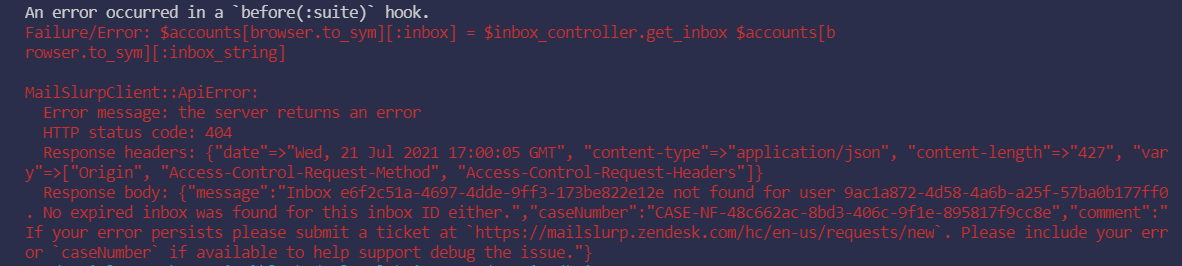 An error occurred in a `before(:suite)` hook.
Failure/Error: $accounts[browser.to_sym][:inbox] = $inbox_controller.get_inbox $accounts[b
rowser.to_sym][:inbox_string]
MailSlurpClient::ApiError:
Error message: the server returns an error
HTTP status code: 404
Response headers: {"date"=>"Wed, 21 Jul 2021 17:00:05 GMT", "content-type"=>"application/json", "content-length"=>"427", "var
y"=>["Origin", "Access-Control-Request-Method", "Access-Control-Request-Headers"]}
Response body: {"message":"Inbox e6f2c51a-4697-4dde-9ff3-173be822e12e not found for user 9ac1a872-4d58-4a6b-a25f-57ba0b177ff0
. No expired inbox was found for this inbox ID either.","caseNumber":"CASE-NF-48c662ac-8bd3-406c-9f1e-895817f9cc8e","comment":"
If your error persists please submit a ticket at `https://mailslurp.zendesk.com/hc/en-us/requests/new`. Please include your err
or `caseNumber` if available to help support debug the issue."}